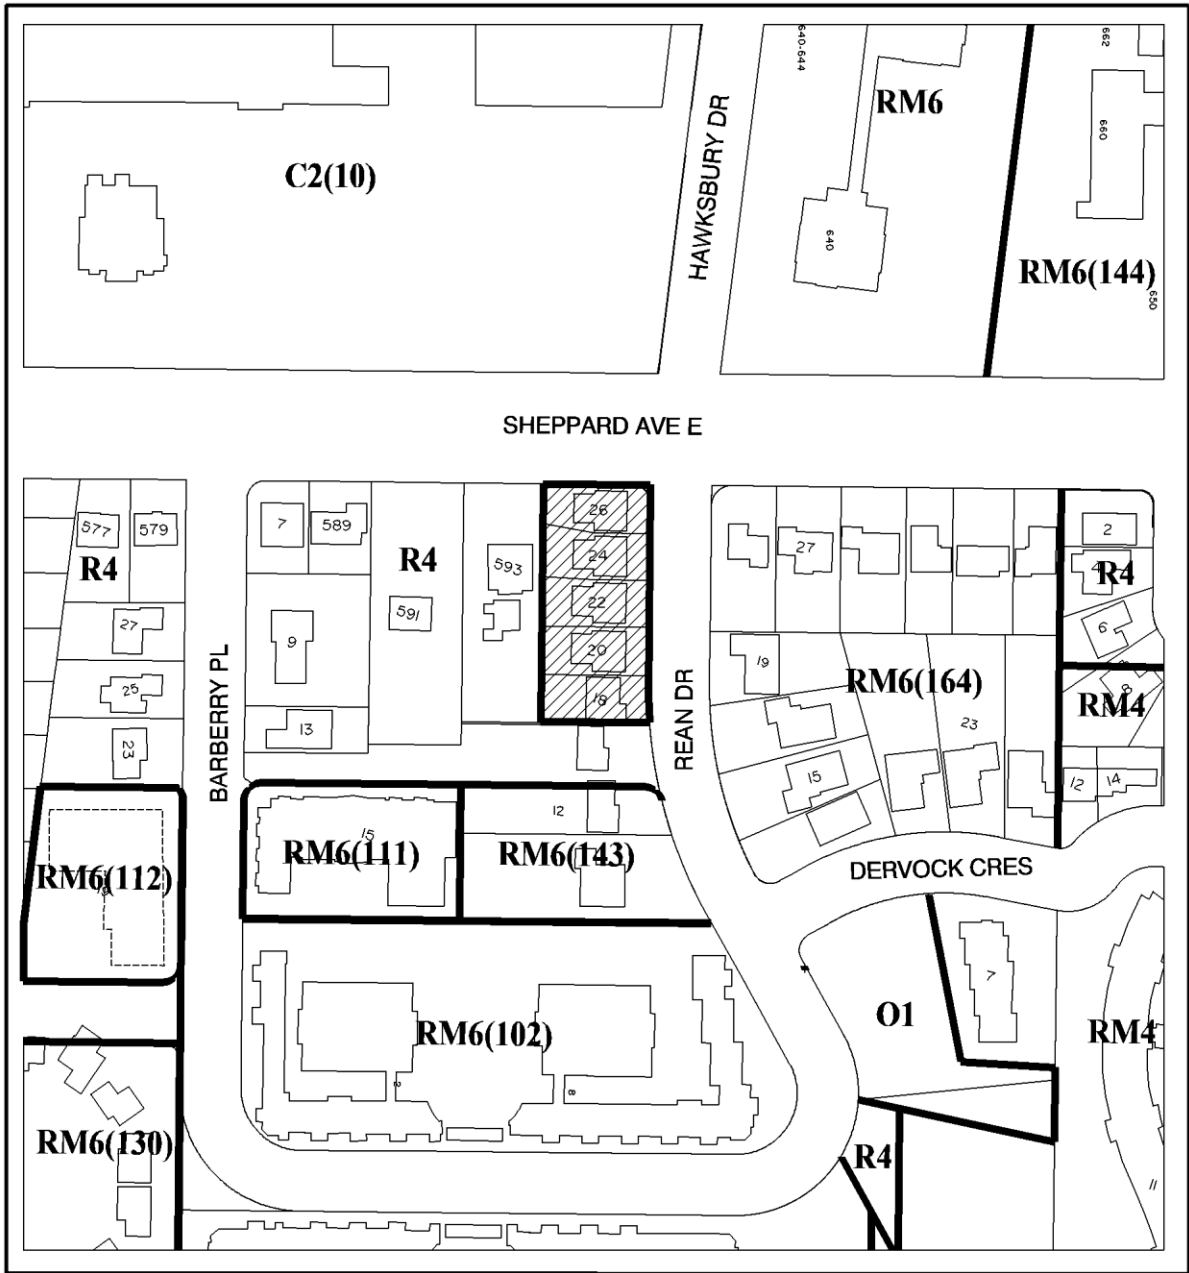 640-644
662
RM6
660
HAWKSBURY DR
C2(10)
640
RM6(144)
650
SHEPPARD AVE E
577
579
7
589
R4
R4
593
591
26
24
22
20
18
27
2
4
R4
6
8
RM4
27
25
23
9
13
BARBERRY PL
REAN DR
19
RM6(164)
23
15
12
14
12
15
RM6(111)
RM6(143)
RM6(112)
DERVOCK CRES
7
O1
RM6(102)
2
8
RM4
RM6(130)
R4
11